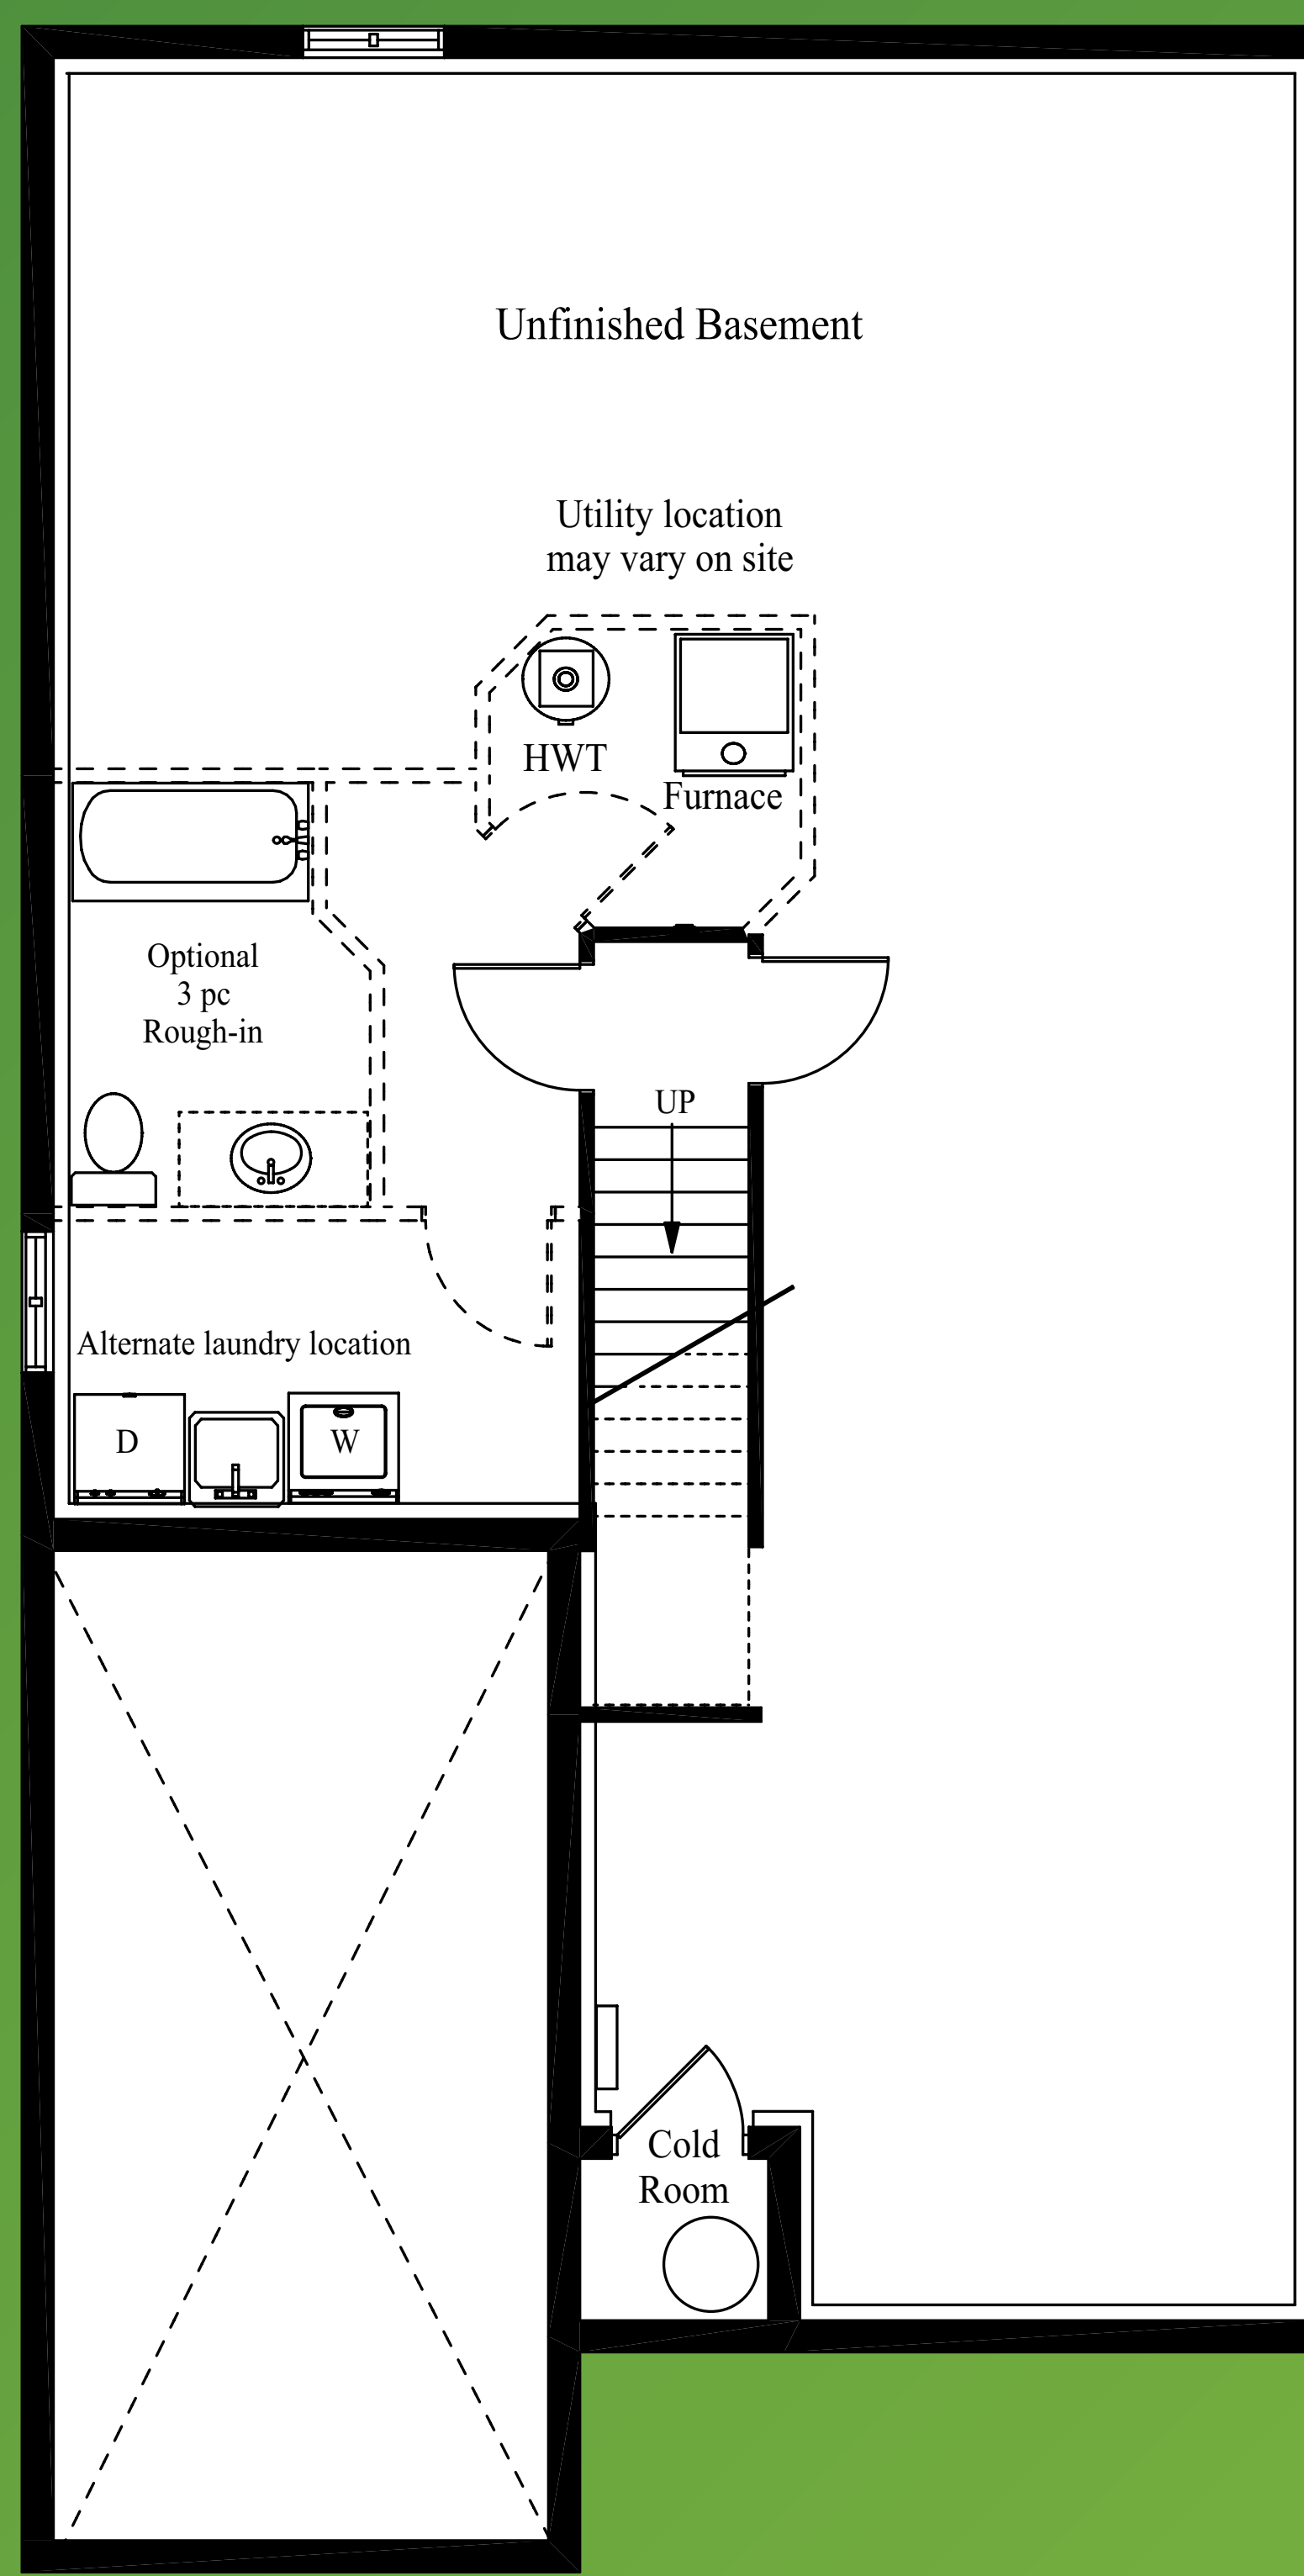 Unfinished Basement
Utility location
may vary on site
HWT
Furnace
Optional
3 pc
Rough-in
UP
Alternate laundry location
D
W
Cold
Room